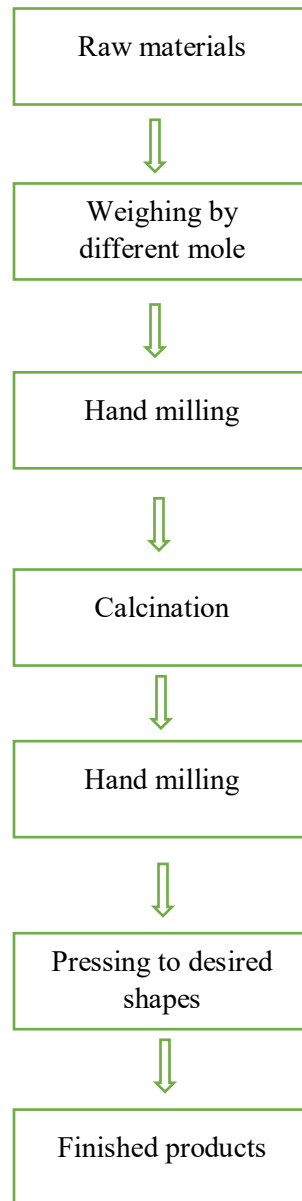 Raw materials
Weighing by
different mole
Hand milling
Calcination
Hand milling
Pressing to desired
shapes
Finished products